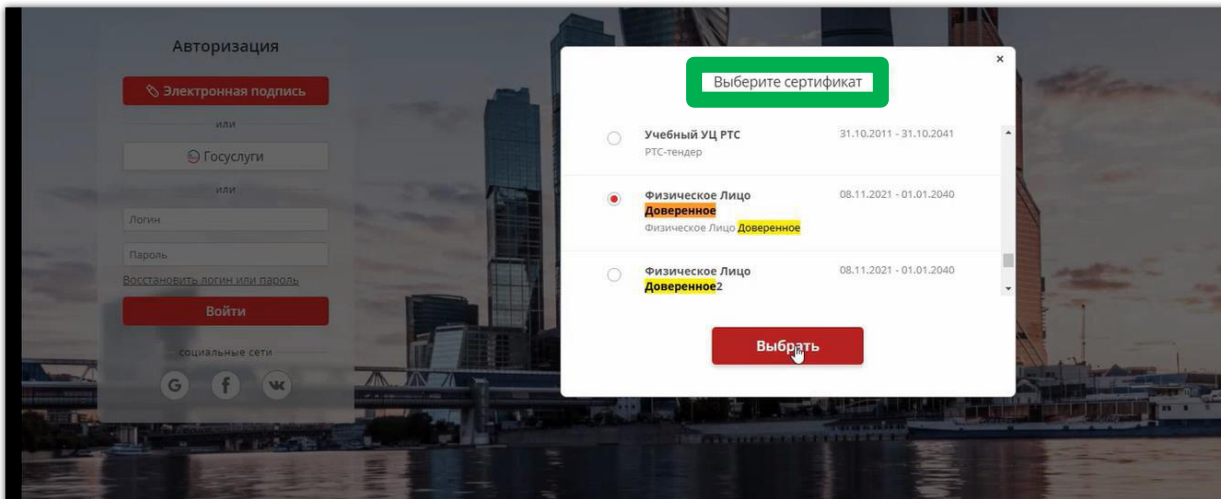 Авторизация
Электронная подпись
или
Госуслуги
или
Логин
Пароль
Восстановить логин или пароль
Войти
социальные сети
G f
Выберите сертификат
×
Учебный УЦ РТС 31.10.2011 - 31.10.2041
РТС-тендер
Физическое Лицо 08.11.2021 - 01.01.2040
Доверенное
Физическое Лицо Доверенное
Физическое Лицо 08.11.2021 - 01.01.2040
Доверенное2
Выбрать